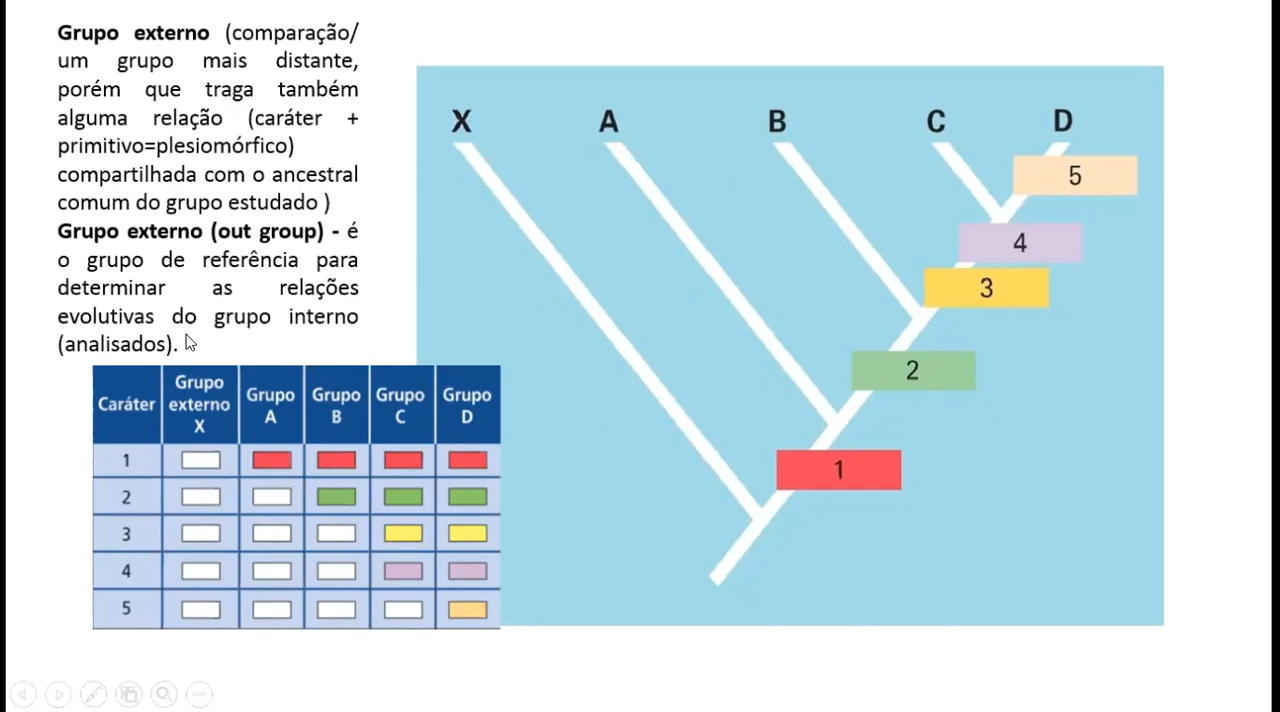 Grupo externo (comparação/
um grupo mais distante,
porém que traga também
alguma relação (caráter +
primitivo=plesiomórfico)
compartilhada com o ancestral
comum do grupo estudado )
Grupo externo (out group) - é
o grupo de referência para
determinar as relações
evolutivas do grupo interno
(analisados).
X A B C D
5
4
3
2
1
Caráter Grupo externo X Grupo A Grupo B Grupo C Grupo D
1
2
3
4
5